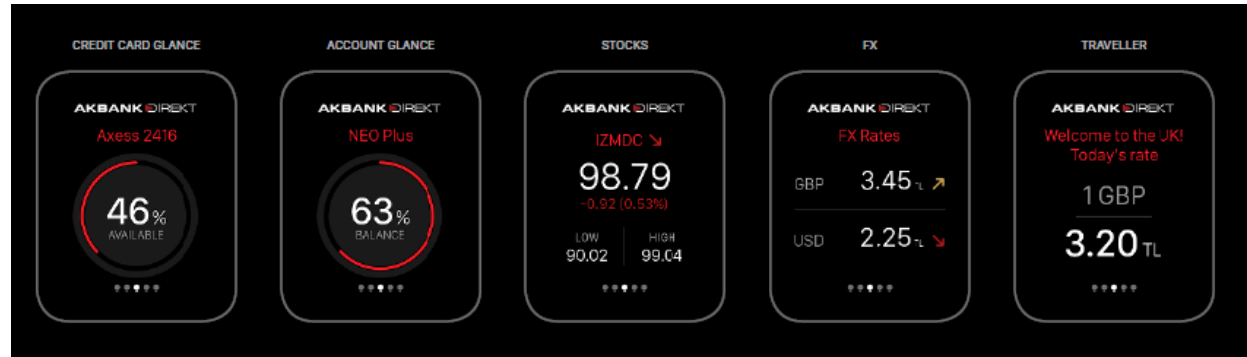 CREDIT CARD GLANCE
AKBANK DIREKT
Axess 2416
46%
AVAILABLE
ACCOUNT GLANCE
AKBANK DIREKT
NEO Plus
63%
BALANCE
STOCKS
AKBANK DIREKT
IZMDC ↘
98.79
-0.92 (0.53%)
LOW HIGH
90.02 99.04
FX
AKBANK DIREKT
FX Rates
GBP 3.45 TL ↗
USD 2.25 TL ↘
TRAVELLER
AKBANK DIREKT
Welcome to the UK!
Today's rate
1 GBP
3.20 TL